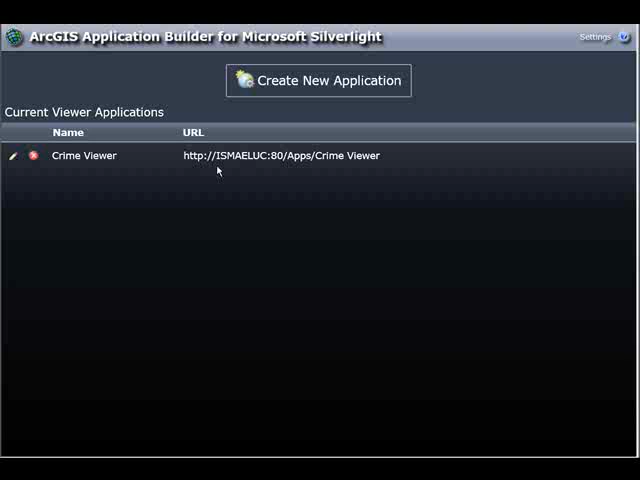 ArcGIS Application Builder for Microsoft Silverlight
Settings
Create New Application
Current Viewer Applications
Name URL
Crime Viewer http://ISMAELUC:80/Apps/Crime Viewer